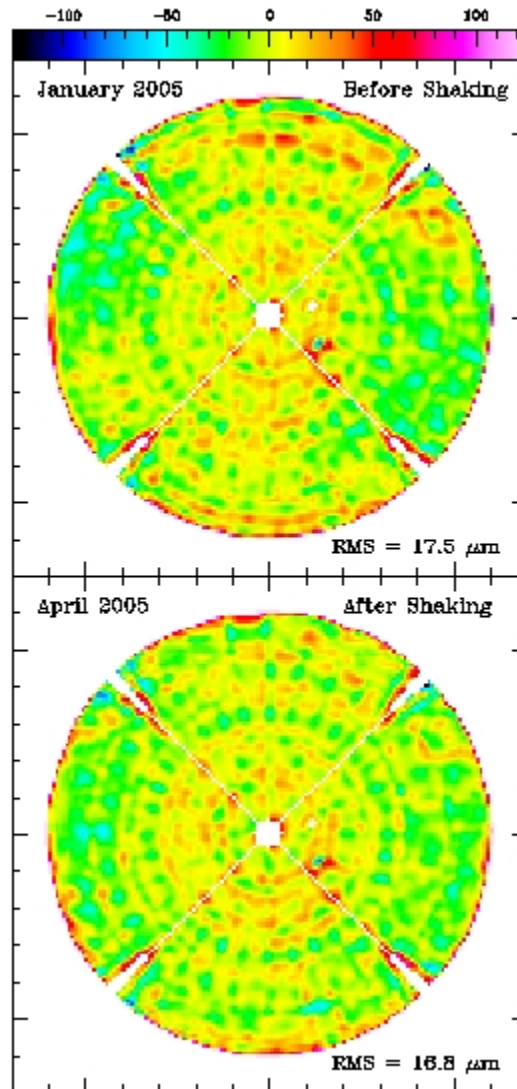 -100 -50 0 50 100
January 2005 Before Shaking
RMS = 17.5 μm
April 2005 After Shaking
RMS = 16.8 μm